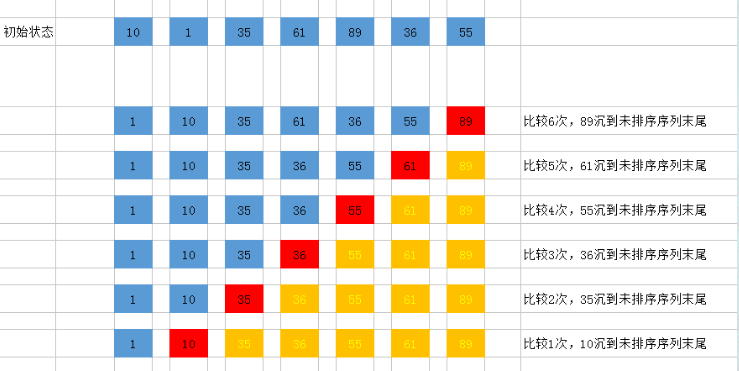 初始状态 10 1 35 61 89 36 55
1 10 35 61 36 55 89 比较6次，89沉到未排序序列末尾
1 10 35 36 55 61 89 比较5次，61沉到未排序序列末尾
1 10 35 36 55 61 89 比较4次，55沉到未排序序列末尾
1 10 35 36 55 61 89 比较3次，36沉到未排序序列末尾
1 10 35 36 55 61 89 比较2次，35沉到未排序序列末尾
1 10 35 36 55 61 89 比较1次，10沉到未排序序列末尾